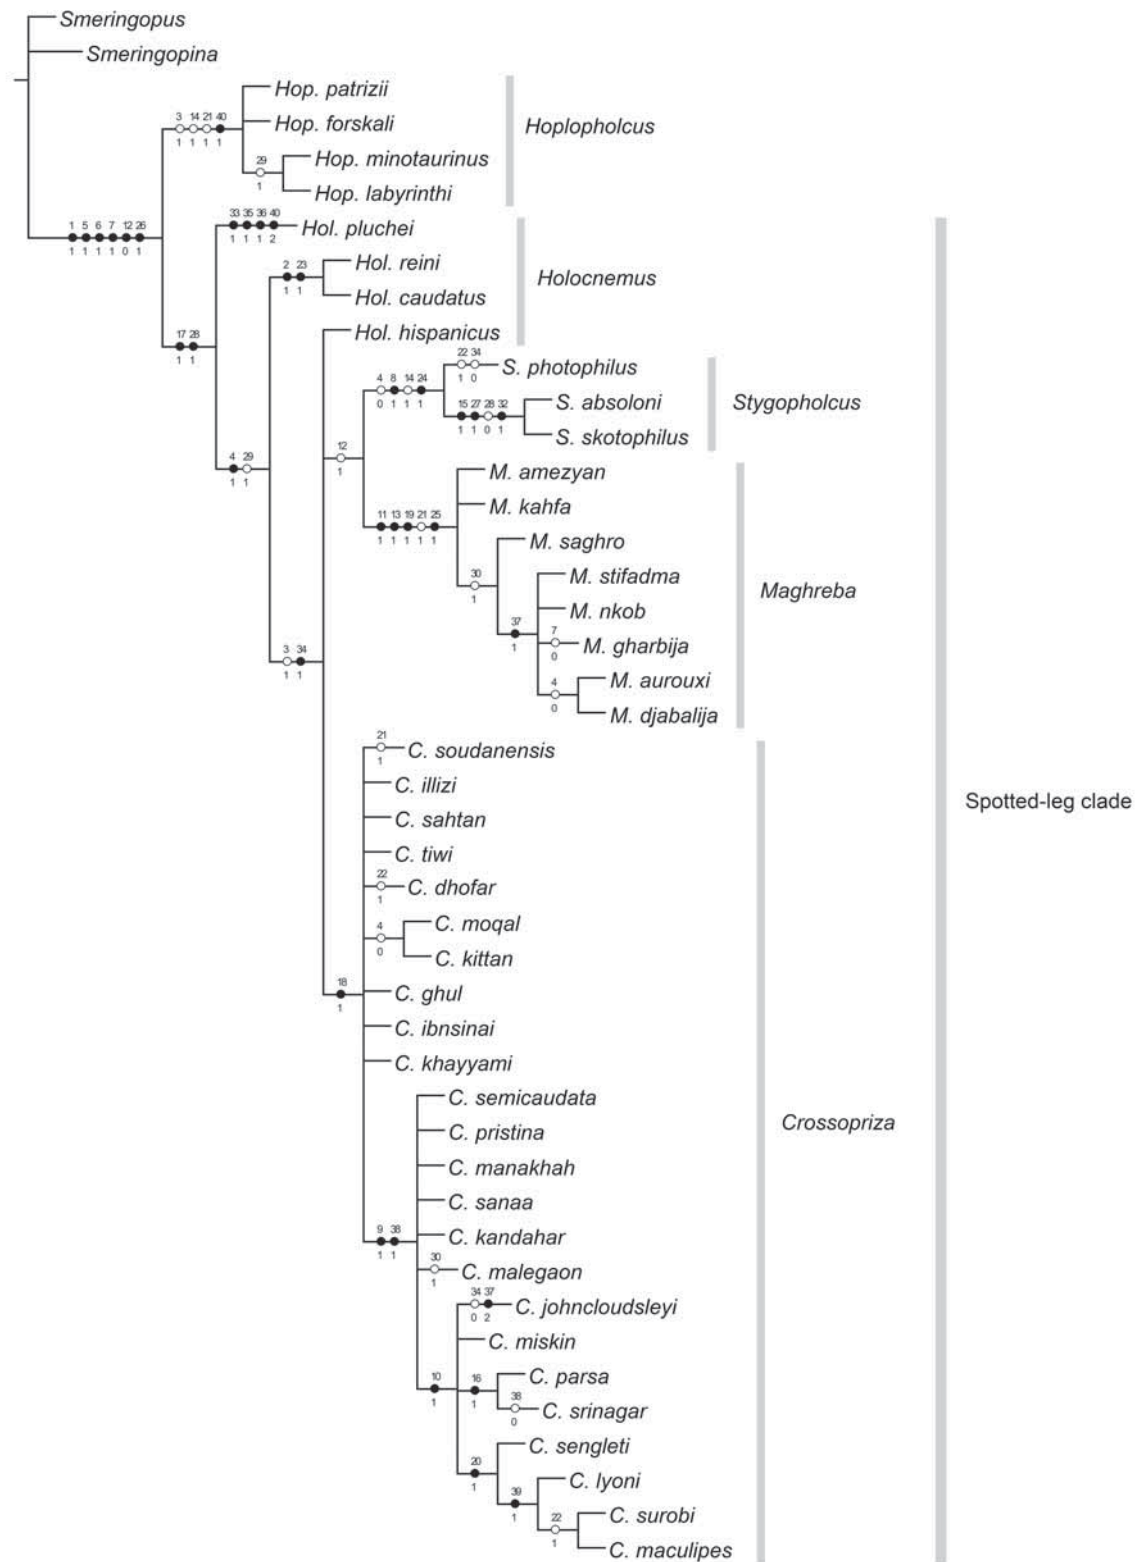 Smeringopus
Smeringopina
Hop. patrizii
3 14 21 40
1 1 1 1
Hop. forskali
Hoplopholcus
Hop. minotaurinus
29
1
Hop. labyrinthi
1 5 6 7 12 26
1 1 1 1 0 1
33 35 36 40
1 1 1 2
Hol. pluchei
Hol. reini
2 23
1 1
Holocnemus
Hol. caudatus
Hol. hispanicus
17 28
1 1
22 34
1 0
S. photophilus
4 8 14 24
0 1 1 1
S. absoloni
15 27 28 32
1 1 0 1
Stygopholcus
S. skotophilus
12
1
4 29
1 1
M. amezyan
M. kahfa
11 13 19 21 25
1 1 1 1 1
M. saghro
M. stifadma
30
1
Maghreba
M. nkob
37
1
7
0
M. gharbija
3 34
1 1
M. aurouxi
4
0
M. djabalija
21
1
C. soudanensis
C. illizi
Spotted-leg clade
C. sahtan
C. tiwi
22
1
C. dhofar
C. moqal
4
0
C. kittan
18
1
C. ghul
C. ibnsinai
C. khayyami
C. semicaudata
Crossopriza
C. pristina
C. manakhah
C. sanaa
9 38
1 1
C. kandahar
30
1
C. malegaon
34 37
0 2
C. johncloudsleyi
C. miskin
10
1
16
1
C. parsa
38
0
C. srinagar
C. sengleti
20
1
C. lyoni
39
1
C. surobi
22
1
C. maculipes